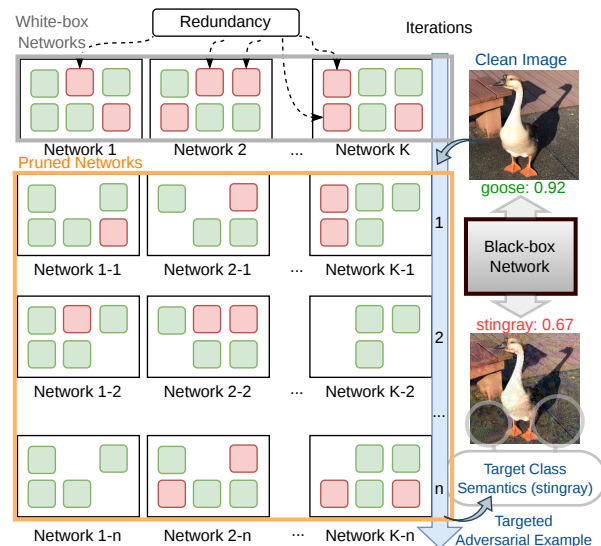 White-box
Networks
Redundancy
Iterations
Clean Image
Network 1
Network 2
...
Network K
Pruned Networks
goose: 0.92
1
Network 1-1
Network 2-1
...
Network K-1
Black-box
Network
stingray: 0.67
2
Network 1-2
Network 2-2
...
Network K-2
...
n
Target Class
Semantics (stingray)
Network 1-n
Network 2-n
...
Network K-n
Targeted
Adversarial Example